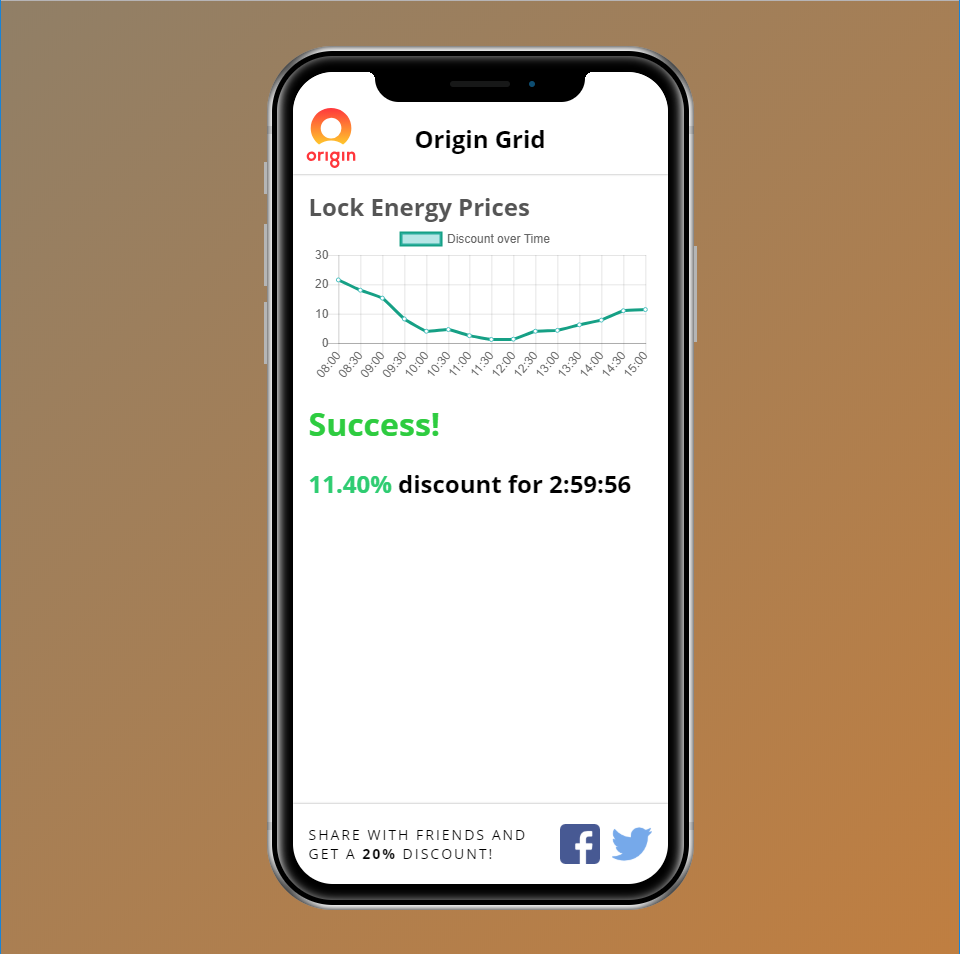 origin
Origin Grid
Lock Energy Prices
Discount over Time
30
20
10
0
08:00 08:30 09:00 09:30 10:00 10:30 11:00 11:30 12:00 12:30 13:00 13:30 14:00 14:30 15:00
Success!
11.40% discount for 2:59:56
SHARE WITH FRIENDS AND
GET A 20% DISCOUNT!